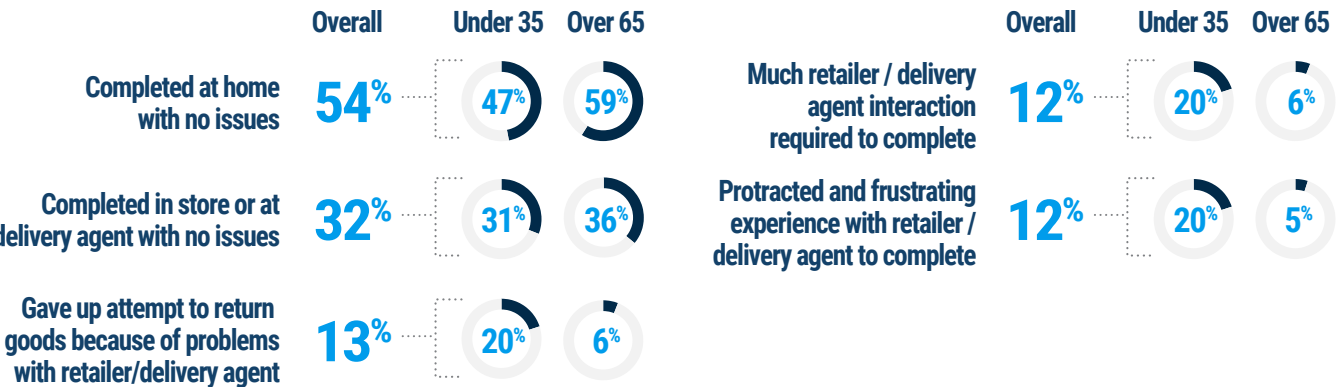 Overall Under 35 Over 65
Completed at home
with no issues
54% 47% 59%
Completed in store or at
delivery agent with no issues
32% 31% 36%
Gave up attempt to return
goods because of problems
with retailer/delivery agent
13% 20% 6%
Overall Under 35 Over 65
Much retailer / delivery
agent interaction
required to complete
12% 20% 6%
Protracted and frustrating
experience with retailer /
delivery agent to complete
12% 20% 5%